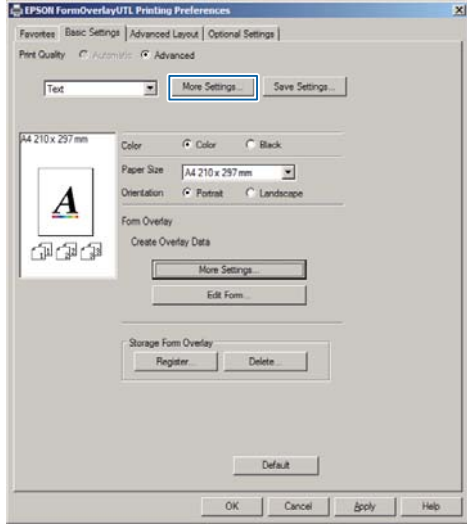 EPSON FormOverlayUTL Printing Preferences
Favorites Basic Settings Advanced Layout Optional Settings
Print Quality Automatic Advanced
Text More Settings... Save Settings...
A4 210 x 297 mm
Color Color Black
Paper Size A4 210 x 297 mm
Orientation Portrait Landscape
A
Form Overlay
Create Overlay Data
More Settings...
Edit Form...
Storage Form Overlay
Register... Delete...
Default
OK Cancel Apply Help